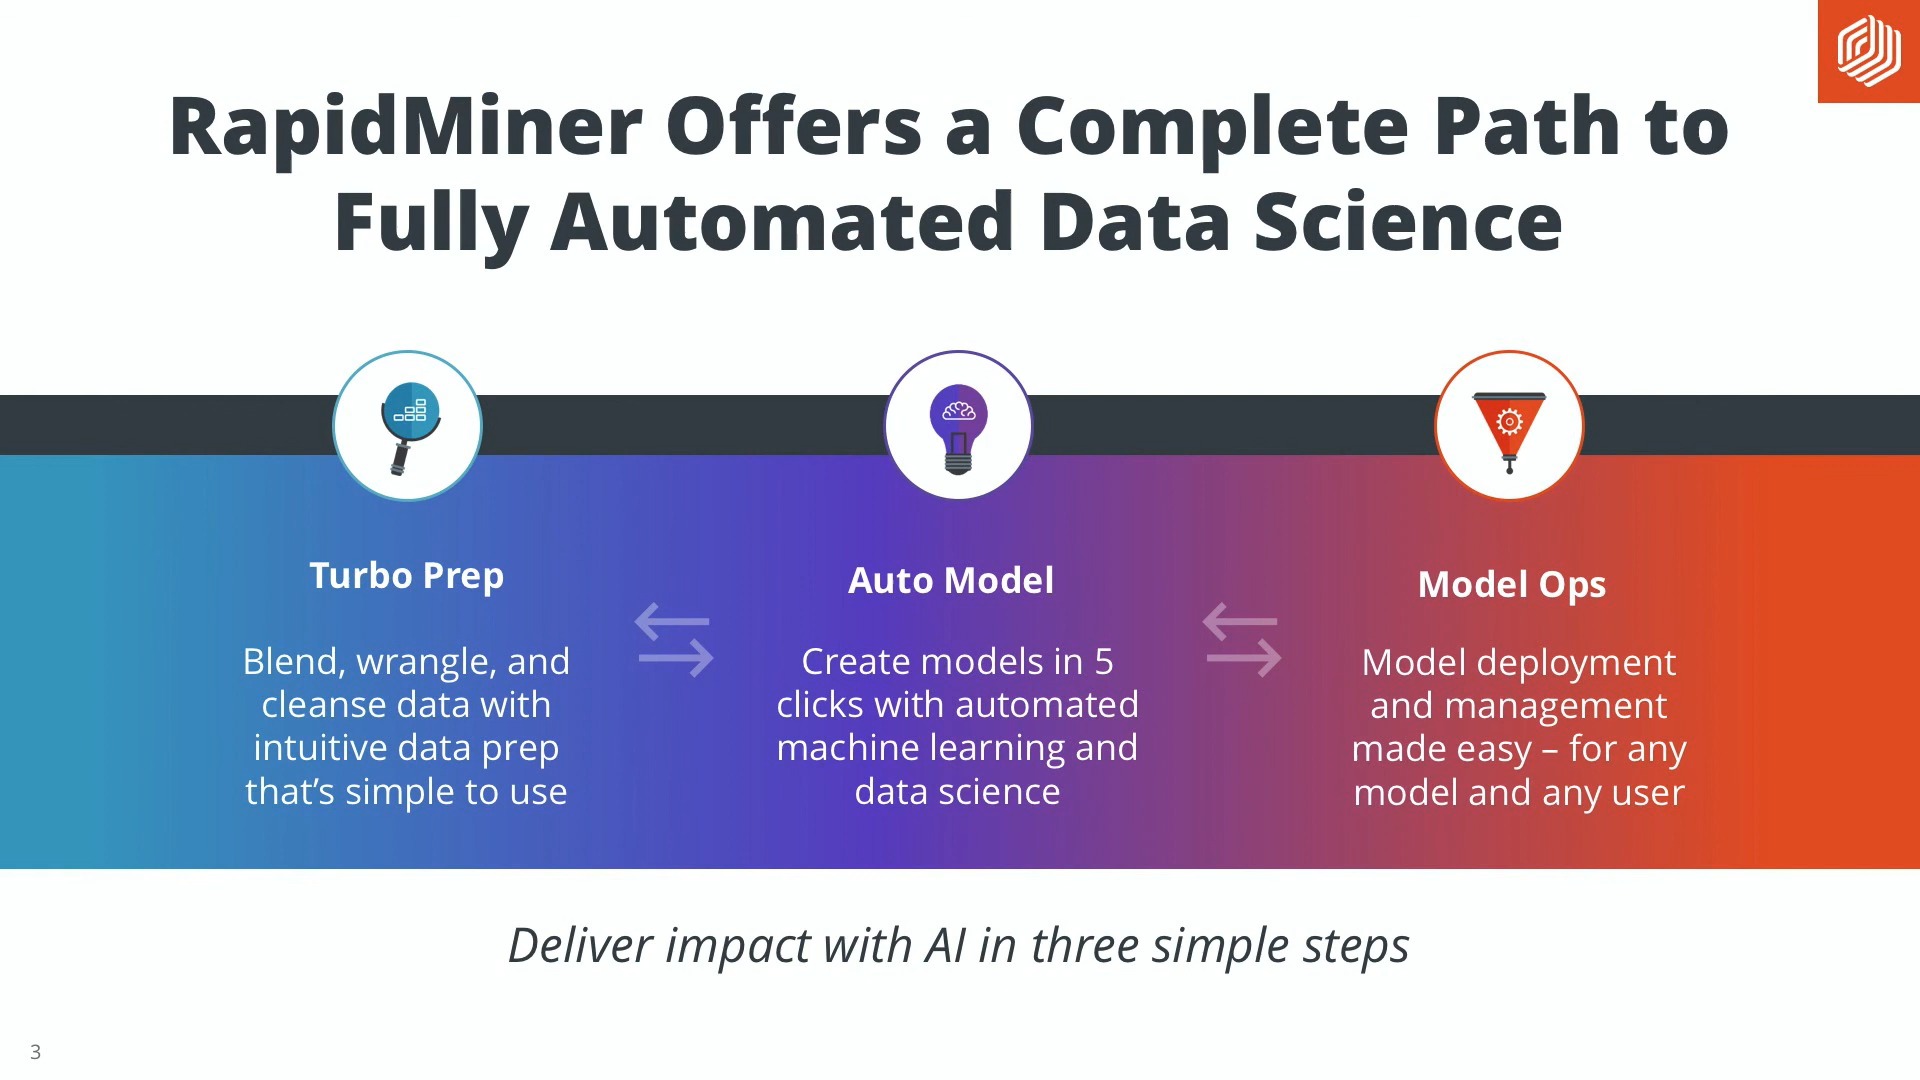 RapidMiner Offers a Complete Path to
Fully Automated Data Science
Turbo Prep
Blend, wrangle, and
cleanse data with
intuitive data prep
that’s simple to use
Auto Model
Create models in 5
clicks with automated
machine learning and
data science
Model Ops
Model deployment
and management
made easy – for any
model and any user
Deliver impact with AI in three simple steps
3